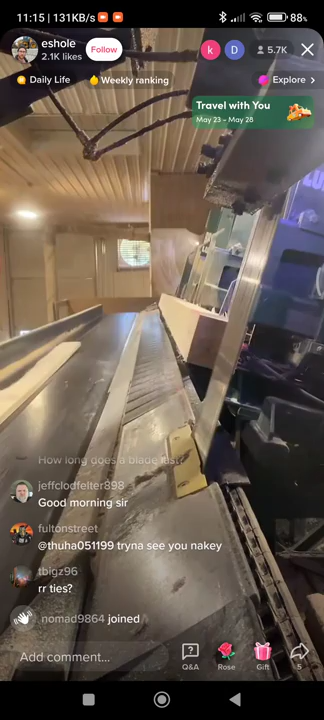 11:15 | 131KB/s
88%
eshole
2.1K likes
Follow
k
D
5.7K
Daily Life
Weekly ranking
Explore >
Travel with You
May 23 – May 28
How long does a blade last?
jeffclodfelter898
Good morning sir
fultonstreet
@thuha051199 tryna see you nakey
tbigz96
rr ties?
nomad9864 joined
Add comment...
Q&A
Rose
Gift
5